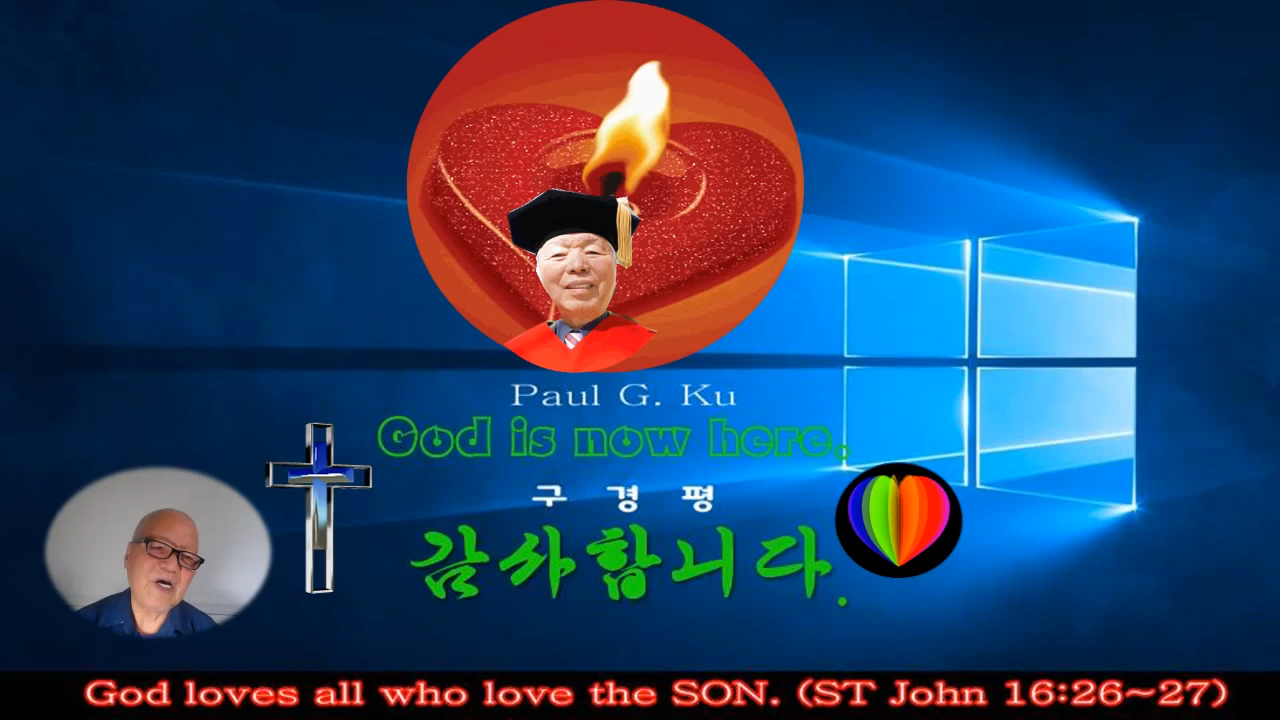 Paul G. Ku
God is now here.
구 경 평
감사합니다.
God loves all who love the SON. (ST John 16:26~27)